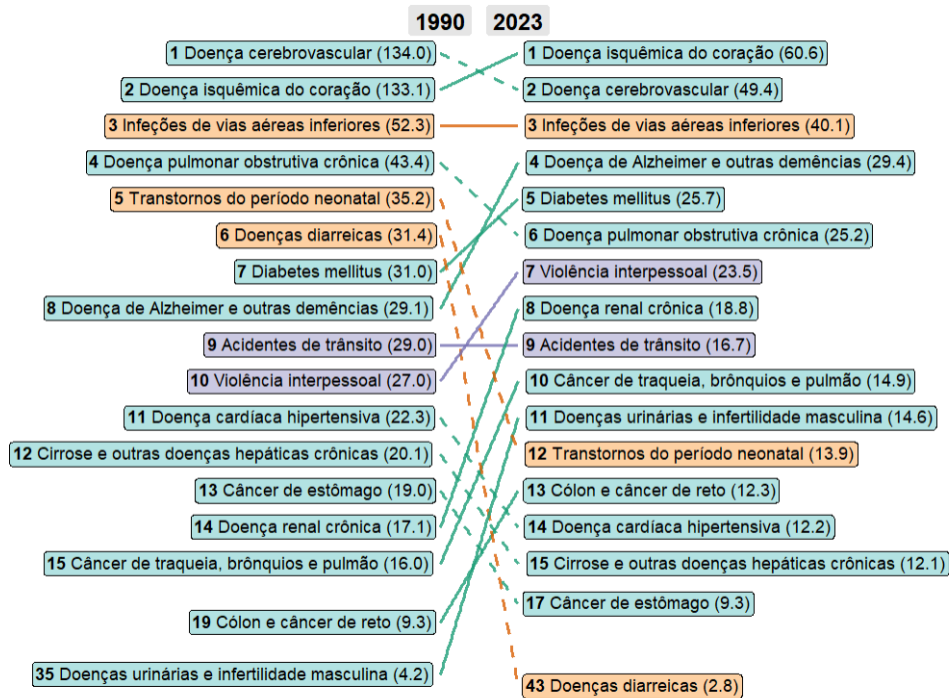 1990 2023
1 Doença cerebrovascular (134.0)
1 Doença isquêmica do coração (60.6)
2 Doença isquêmica do coração (133.1)
2 Doença cerebrovascular (49.4)
3 Infeções de vias aéreas inferiores (52.3)
3 Infeções de vias aéreas inferiores (40.1)
4 Doença pulmonar obstrutiva crônica (43.4)
4 Doença de Alzheimer e outras demências (29.4)
5 Transtornos do período neonatal (35.2)
5 Diabetes mellitus (25.7)
6 Doenças diarreicas (31.4)
6 Doença pulmonar obstrutiva crônica (25.2)
7 Diabetes mellitus (31.0)
7 Violência interpessoal (23.5)
8 Doença de Alzheimer e outras demências (29.1)
8 Doença renal crônica (18.8)
9 Acidentes de trânsito (29.0)
9 Acidentes de trânsito (16.7)
10 Violência interpessoal (27.0)
10 Câncer de traqueia, brônquios e pulmão (14.9)
11 Doença cardíaca hipertensiva (22.3)
11 Doenças urinárias e infertilidade masculina (14.6)
12 Cirrose e outras doenças hepáticas crônicas (20.1)
12 Transtornos do período neonatal (13.9)
13 Câncer de estômago (19.0)
13 Cólon e câncer de reto (12.3)
14 Doença renal crônica (17.1)
14 Doença cardíaca hipertensiva (12.2)
15 Câncer de traqueia, brônquios e pulmão (16.0)
15 Cirrose e outras doenças hepáticas crônicas (12.1)
17 Câncer de estômago (9.3)
19 Cólon e câncer de reto (9.3)
35 Doenças urinárias e infertilidade masculina (4.2)
43 Doenças diarreicas (2.8)